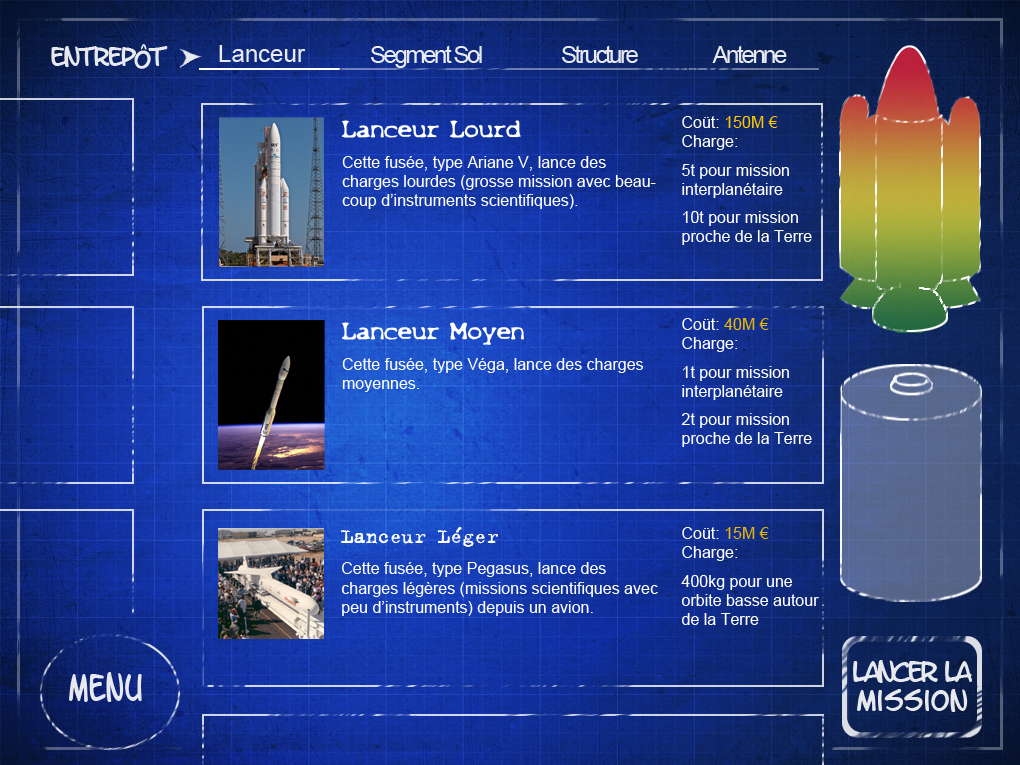 ENTREPÔT
Lanceur
Segment Sol
Structure
Antenne
Lanceur Lourd
Cette fusée, type Ariane V, lance des
charges lourdes (grosse mission avec beau-
coup d'instruments scientifiques).
Coût: 150M €
Charge:
5t pour mission
interplanétaire
10t pour mission
proche de la Terre
Lanceur Moyen
Cette fusée, type Véga, lance des charges
moyennes.
Coût: 40M €
Charge:
1t pour mission
interplanétaire
2t pour mission
proche de la Terre
Lanceur Léger
Cette fusée, type Pegasus, lance des
charges légères (missions scientifiques avec
peu d'instruments) depuis un avion.
Coût: 15M €
Charge:
400kg pour une
orbite basse autour
de la Terre
MENU
LANCER LA
MISSION